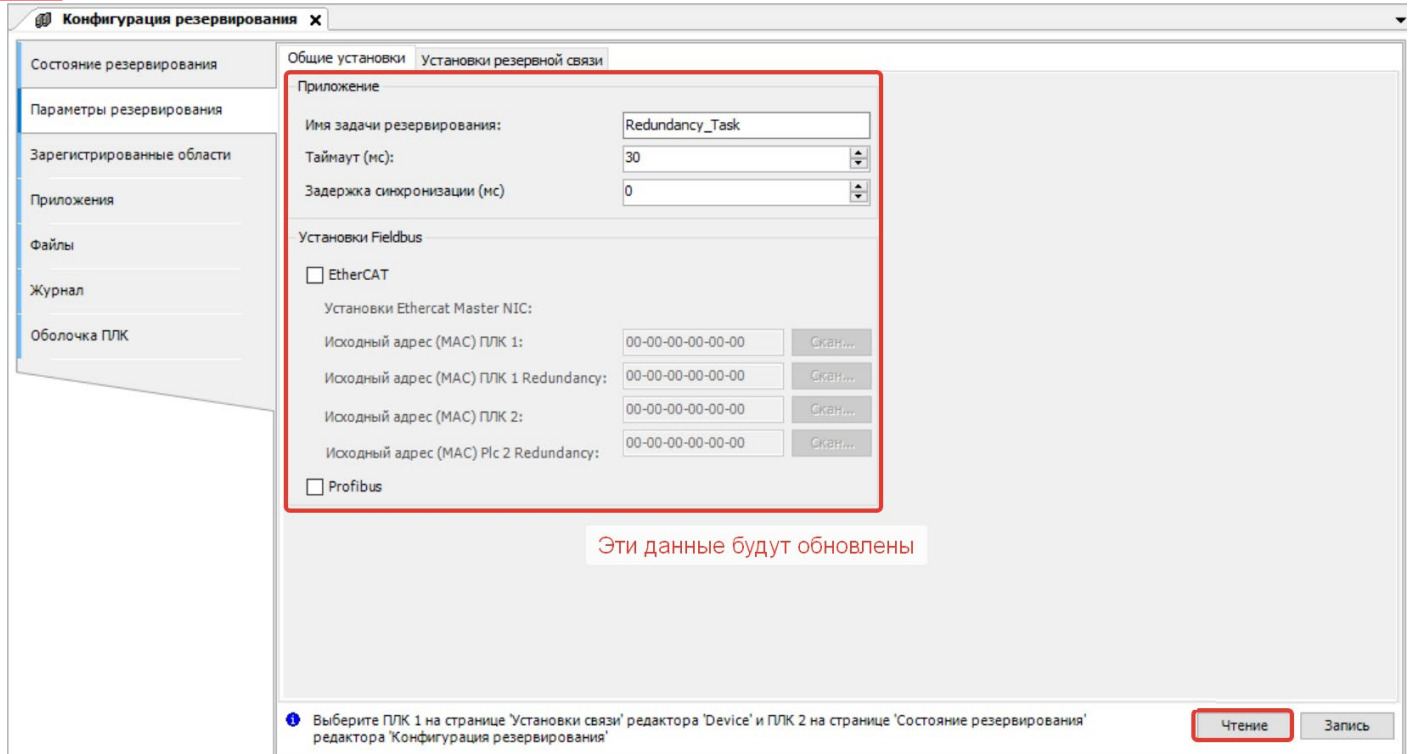 Конфигурация резервирования X
Состояние резервирования
Параметры резервирования
Зарегистрированные области
Приложения
Файлы
Журнал
Оболочка ПЛК
Общие установки Установки резервной связи
Приложение
Имя задачи резервирования: Redundancy_Task
Таймаут (мс): 30
Задержка синхронизации (мс) 0
Установки Fieldbus
EtherCAT
Установки Ethercat Master NIC:
Исходный адрес (MAC) ПЛК 1: 00-00-00-00-00-00 Скан...
Исходный адрес (MAC) ПЛК 1 Redundancy: 00-00-00-00-00-00 Скан...
Исходный адрес (MAC) ПЛК 2: 00-00-00-00-00-00 Скан...
Исходный адрес (MAC) Plc 2 Redundancy: 00-00-00-00-00-00 Скан...
Profibus
Эти данные будут обновлены
Выберите ПЛК 1 на странице 'Установки связи' редактора 'Device' и ПЛК 2 на странице 'Состояние резервирования'
редактора 'Конфигурация резервирования'
Чтение Запись